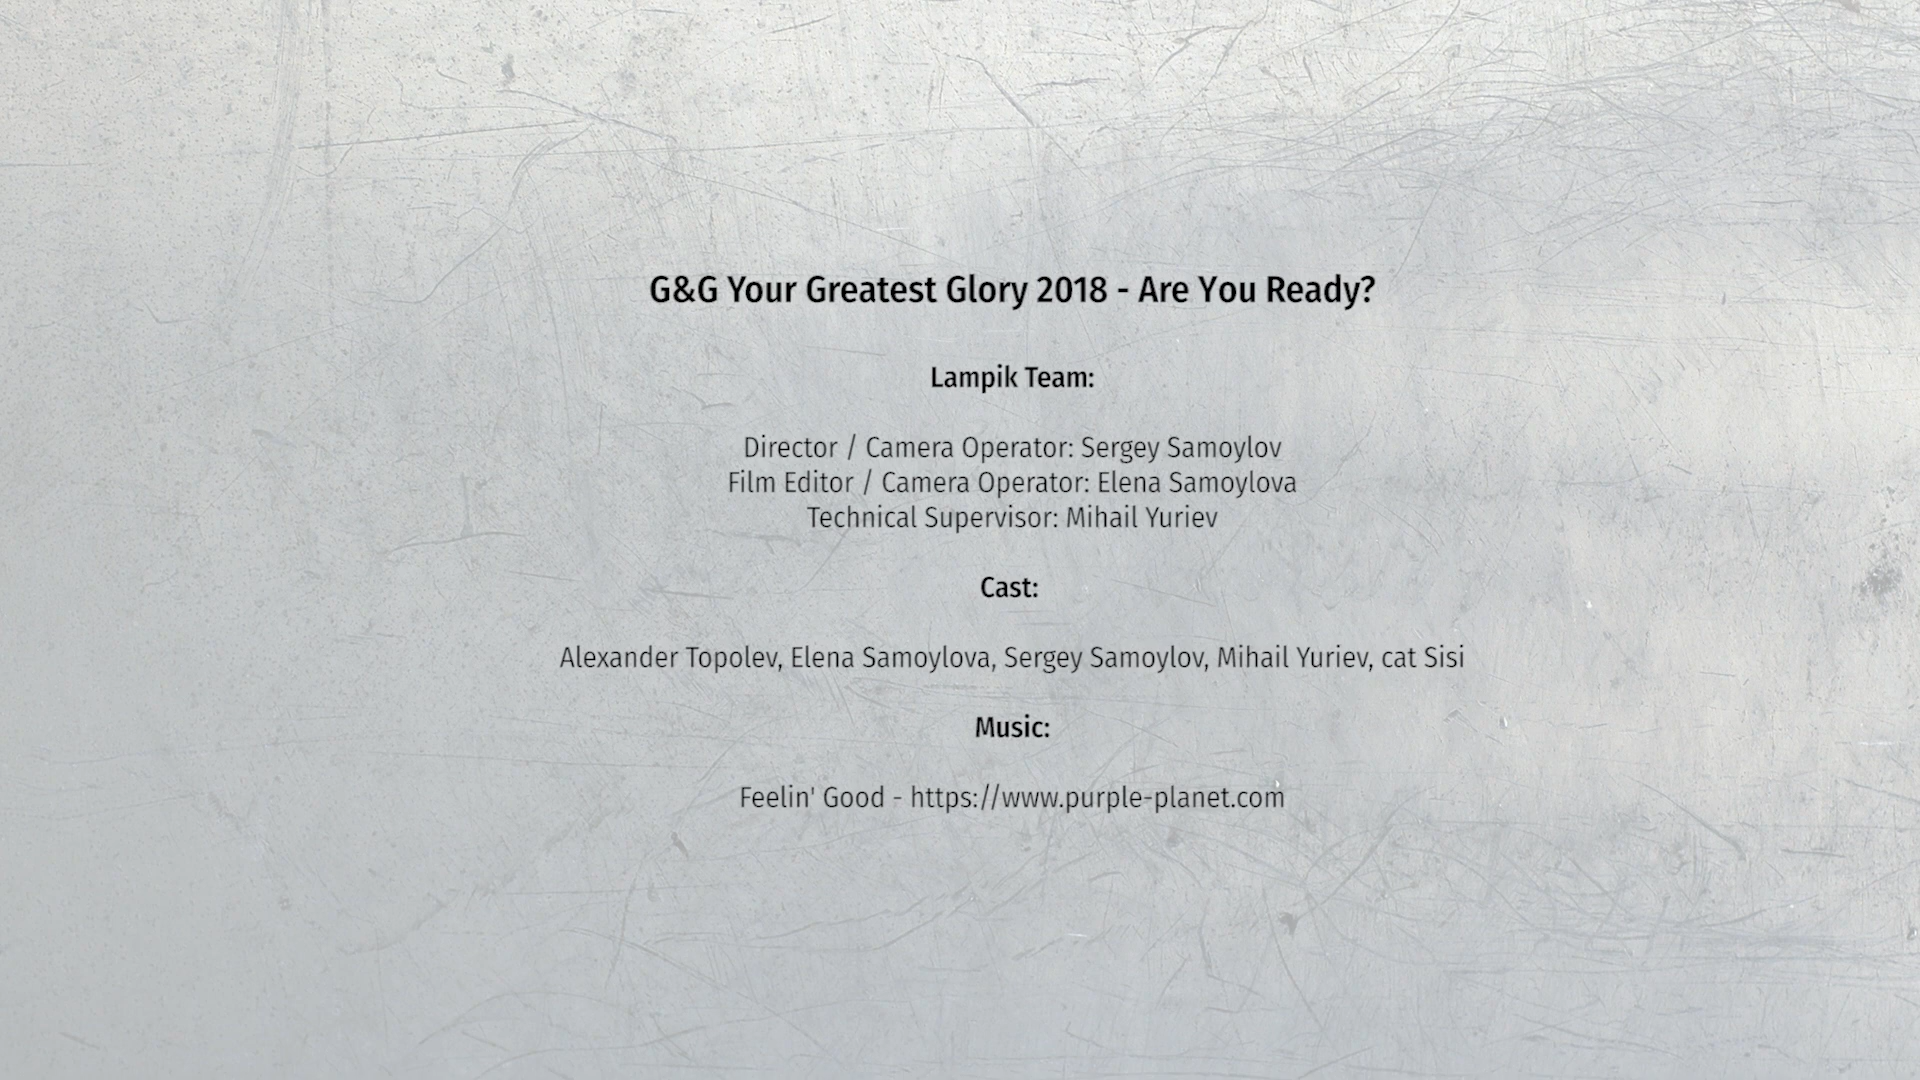 G&G Your Greatest Glory 2018 - Are You Ready?
Lampik Team:
Director / Camera Operator: Sergey Samoylov
Film Editor / Camera Operator: Elena Samoylova
Technical Supervisor: Mihail Yuriev
Cast:
Alexander Topolev, Elena Samoylova, Sergey Samoylov, Mihail Yuriev, cat Sisi
Music:
Feelin' Good - https://www.purple-planet.com